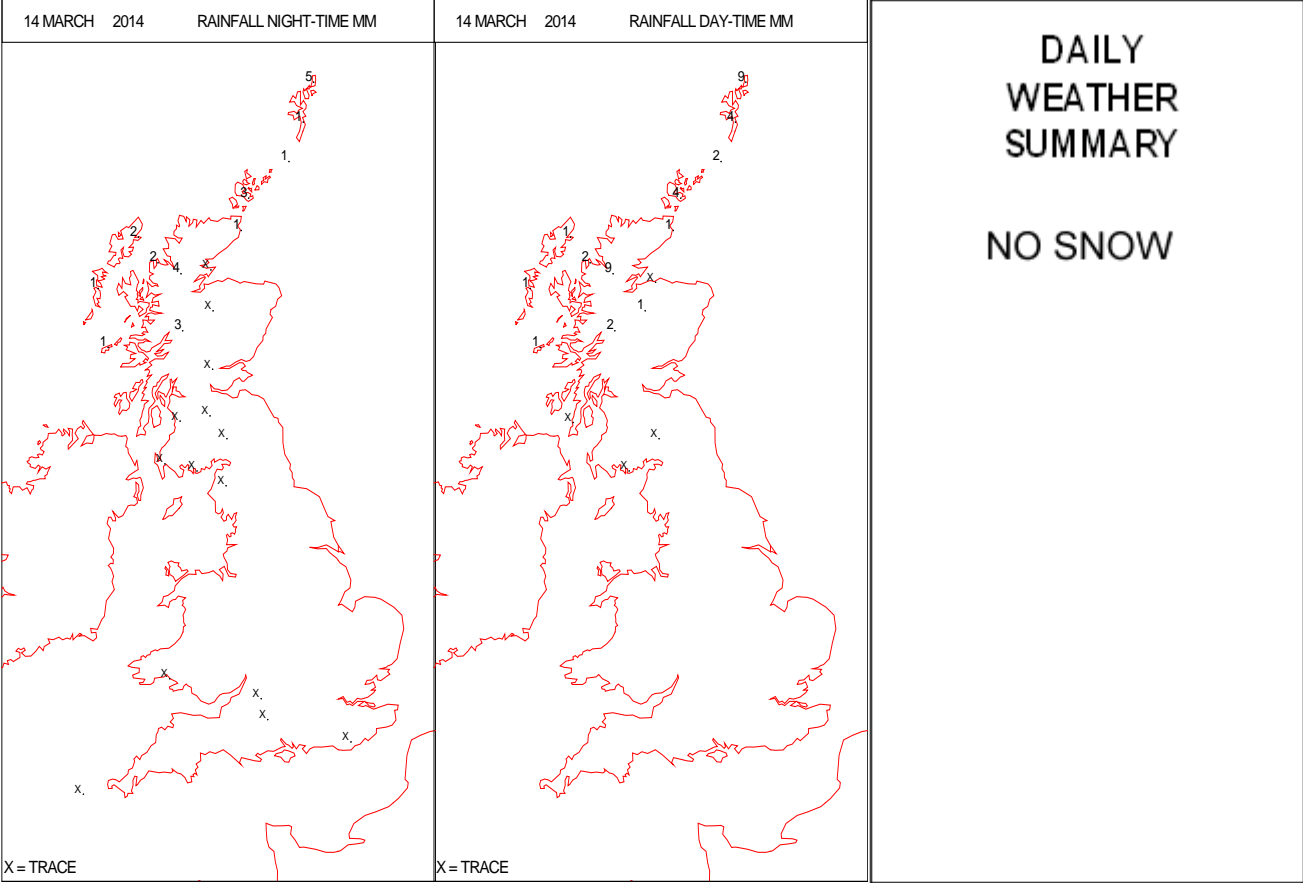 14 MARCH 2014 RAINFALL NIGHT-TIME MM
5
1
1
3
1
2
2
4
X
1
X
3
1
X
X
X
X
X
X
X
X
X
X
X
X
X = TRACE
14 MARCH 2014 RAINFALL DAY-TIME MM
9
4
2
4
1
1
2
9
X
1
1
2
1
X
X
X
X = TRACE
DAILY
WEATHER
SUMMARY
NO SNOW